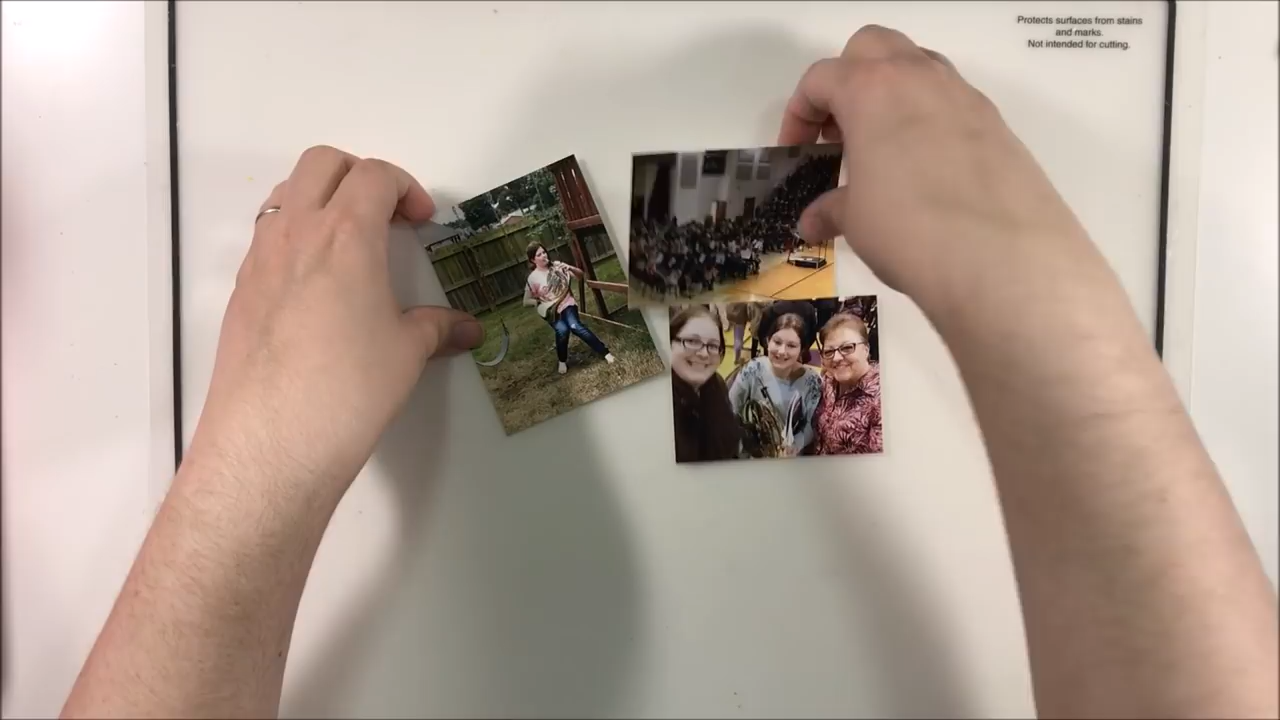 Protects surfaces from stains
and marks.
Not intended for cutting.